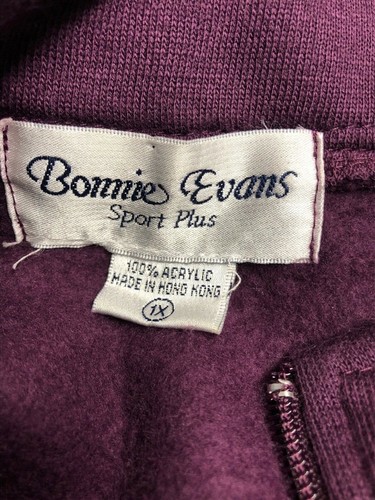 Bonnie Evans
Sport Plus
100% ACRYLIC
MADE IN HONG KONG
1X